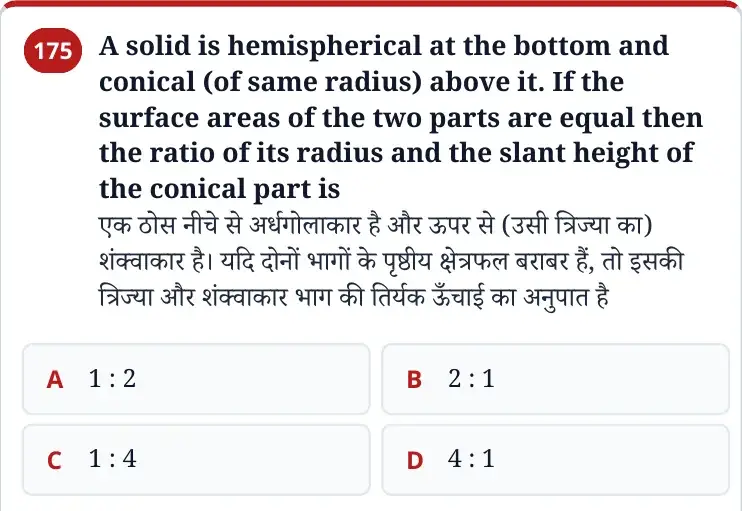 175 A solid is hemispherical at the bottom and
conical (of same radius) above it. If the
surface areas of the two parts are equal then
the ratio of its radius and the slant height of
the conical part is
एक ठोस नीचे से अर्धगोलाकार है और ऊपर से (उसी त्रिज्या का)
शंक्वाकार है। यदि दोनों भागों के पृष्ठीय क्षेत्रफल बराबर हैं, तो इसकी
त्रिज्या और शंक्वाकार भाग की तिर्यक ऊँचाई का अनुपात है
A 1 : 2
B 2 : 1
C 1 : 4
D 4 : 1